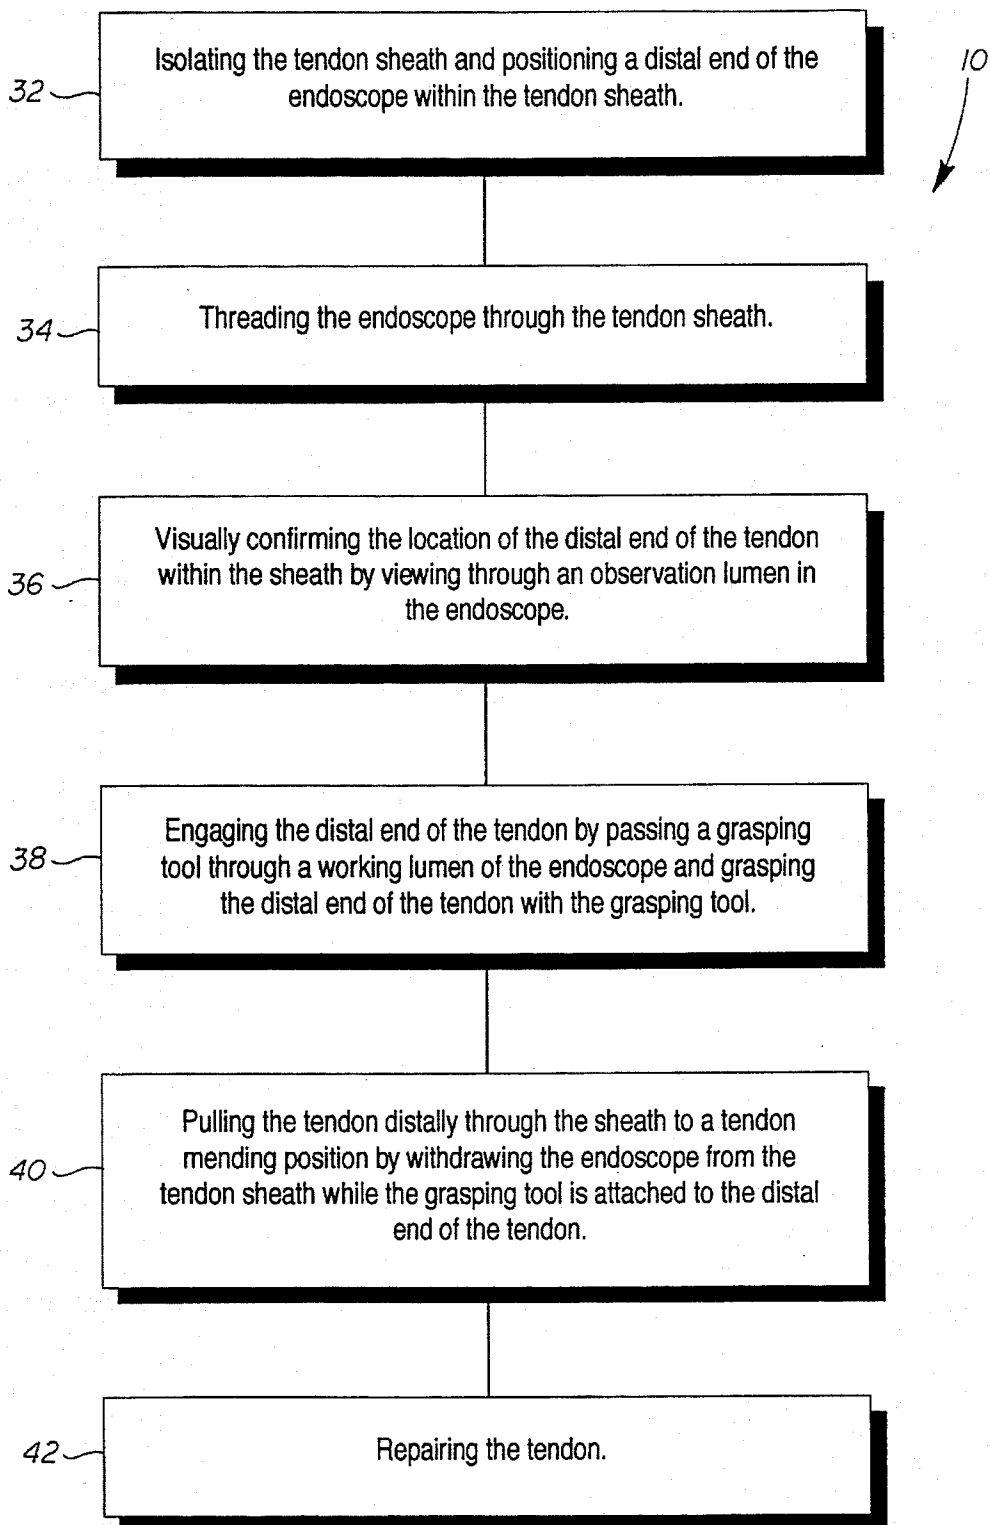 Isolating the tendon sheath and positioning a distal end of the
endoscope within the tendon sheath.
32
10
Threading the endoscope through the tendon sheath.
34
Visually confirming the location of the distal end of the tendon
within the sheath by viewing through an observation lumen in
the endoscope.
36
Engaging the distal end of the tendon by passing a grasping
tool through a working lumen of the endoscope and grasping
the distal end of the tendon with the grasping tool.
38
Pulling the tendon distally through the sheath to a tendon
mending position by withdrawing the endoscope from the
tendon sheath while the grasping tool is attached to the distal
end of the tendon.
40
Repairing the tendon.
42